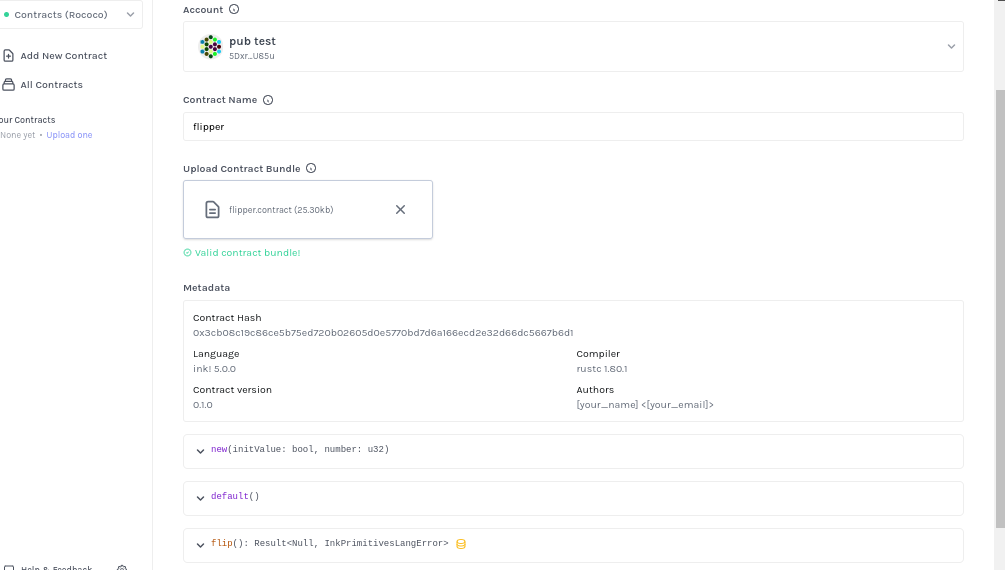 Contracts (Rococo)
Add New Contract
All Contracts
our Contracts
None yet • Upload one
Help & Feedback
Account
pub test
5Dxr...U85u
Contract Name
flipper
Upload Contract Bundle
flipper.contract (25.30kb)
Valid contract bundle!
Metadata
Contract Hash
0x3cb08c19c86ce5b75ed720b02605d0e5770bd7d6a166ecd2e32d66dc5667b6d1
Language
ink! 5.0.0
Compiler
rustc 1.80.1
Contract version
0.1.0
Authors
[your_name] <[your_email]>
new(initValue: bool, number: u32)
default()
flip(): Result<Null, InkPrimitivesLangError>